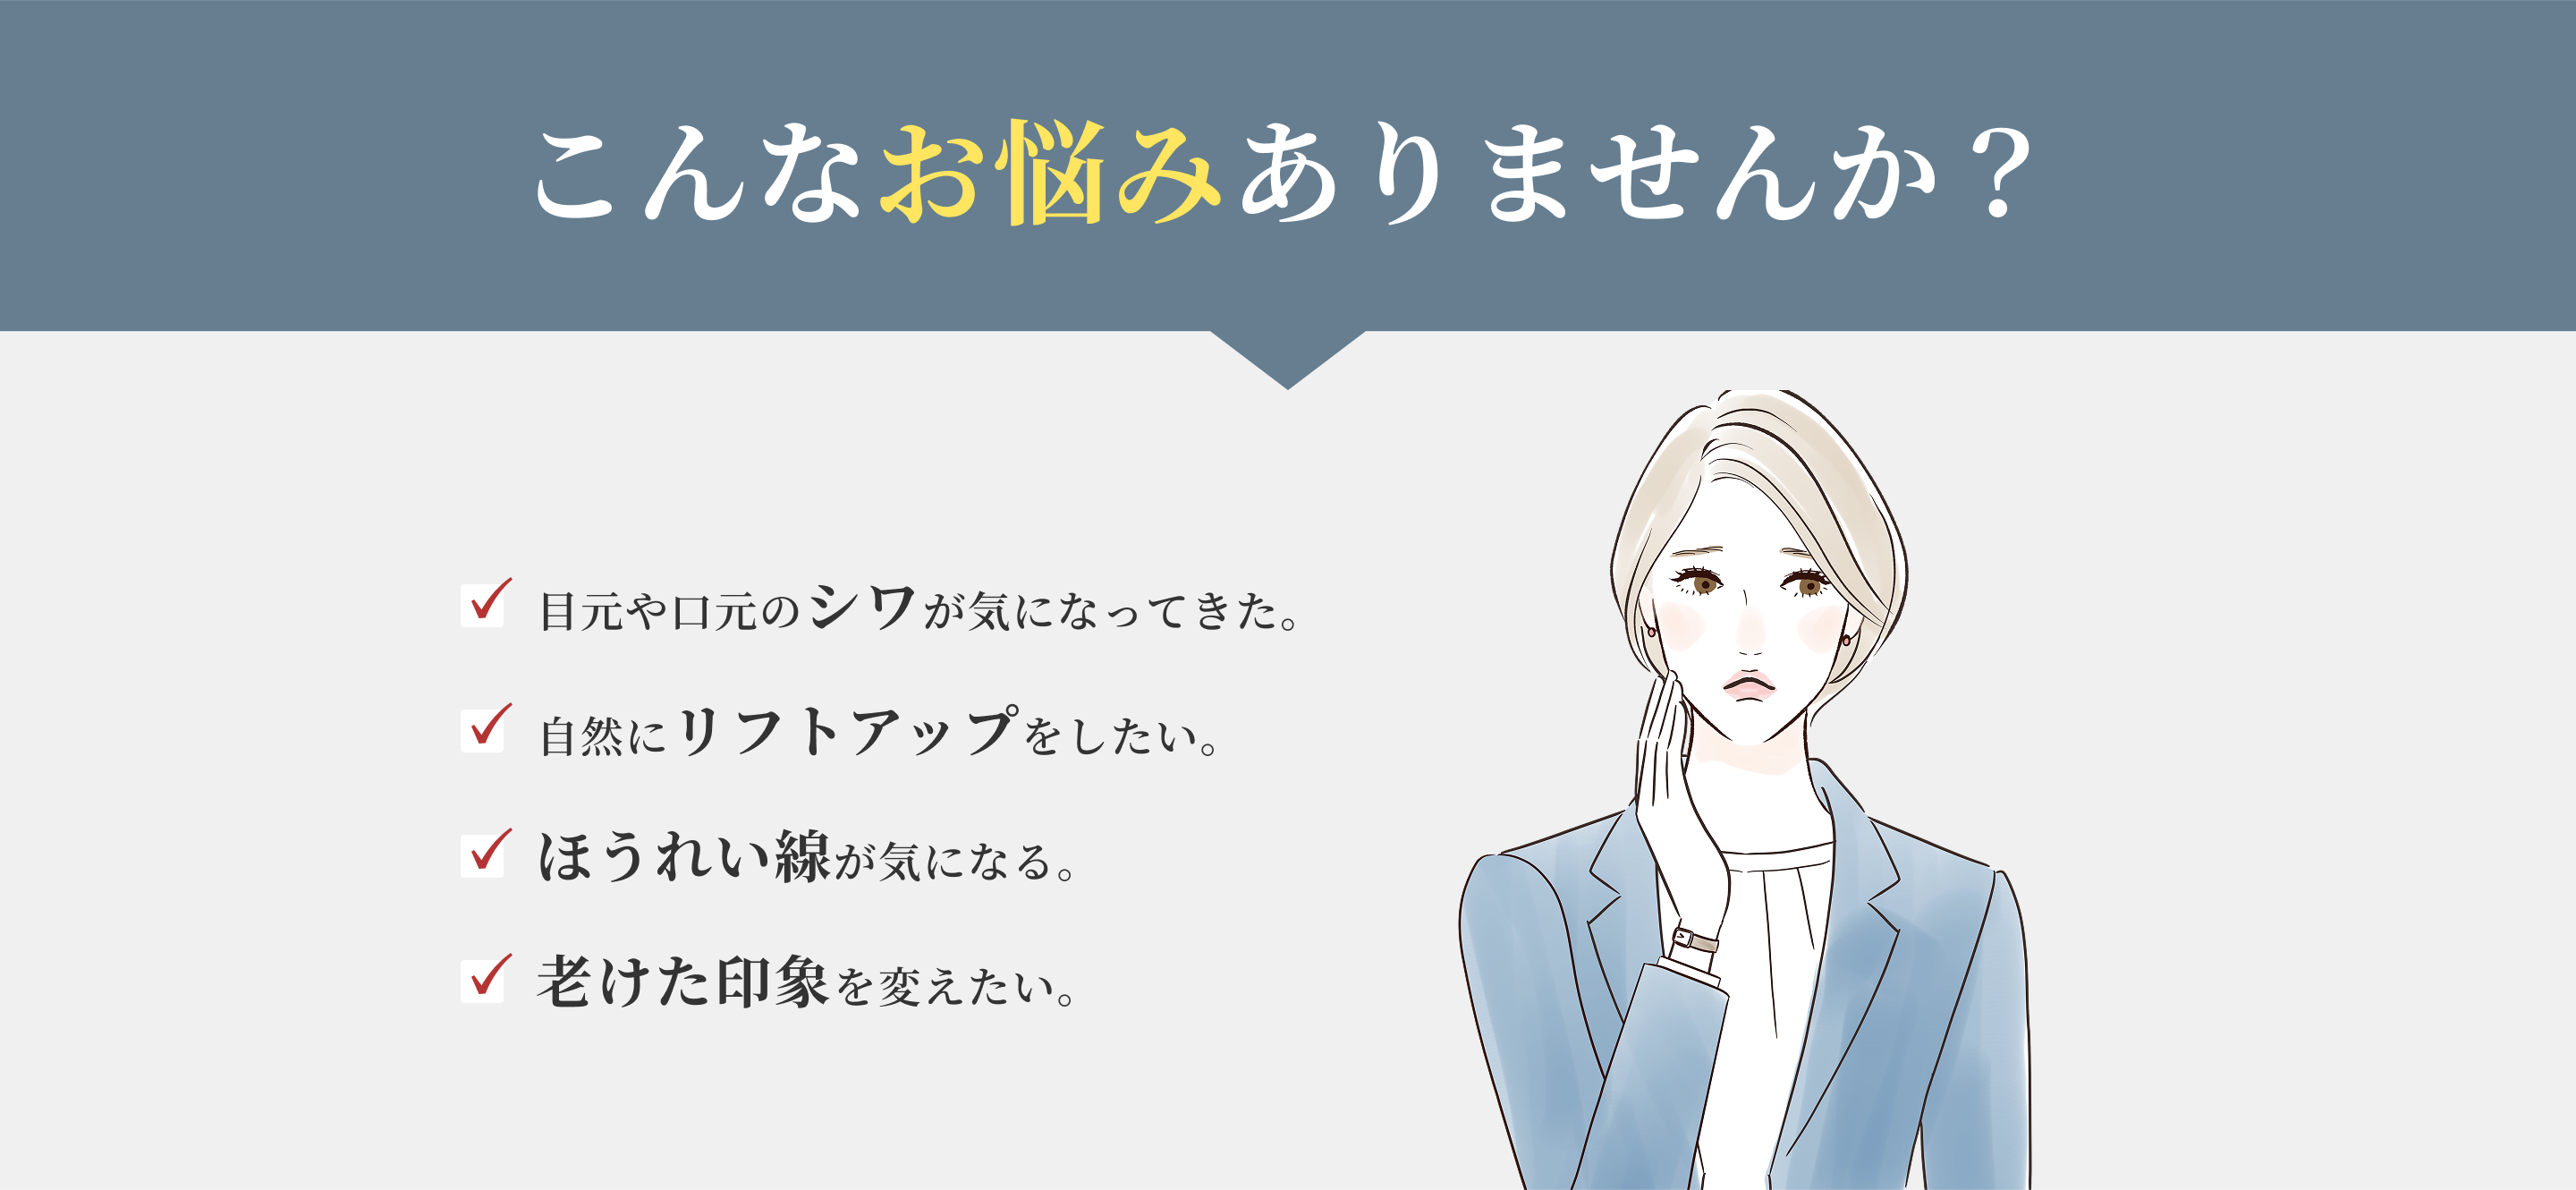 こんなお悩みありませんか？
目元や口元のシワが気になってきた。
自然にリフトアップをしたい。
ほうれい線が気になる。
老けた印象を変えたい。